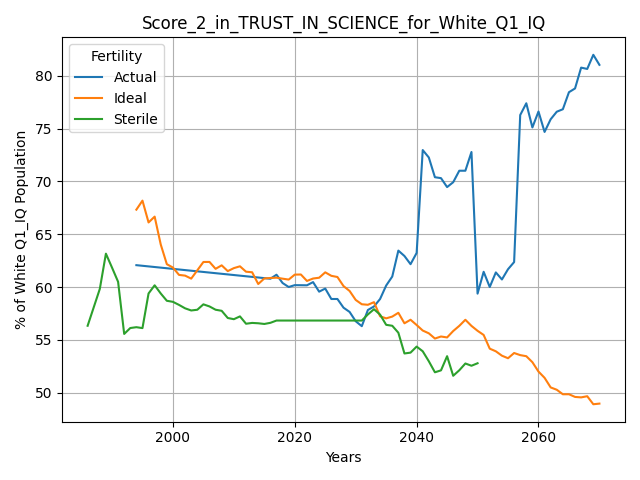 Score_2_in_TRUST_IN_SCIENCE_for_White_Q1_IQ
Fertility
Actual
Ideal
Sterile
% of White Q1_IQ Population
80
75
70
65
60
55
50
2000
2020
2040
2060
Years